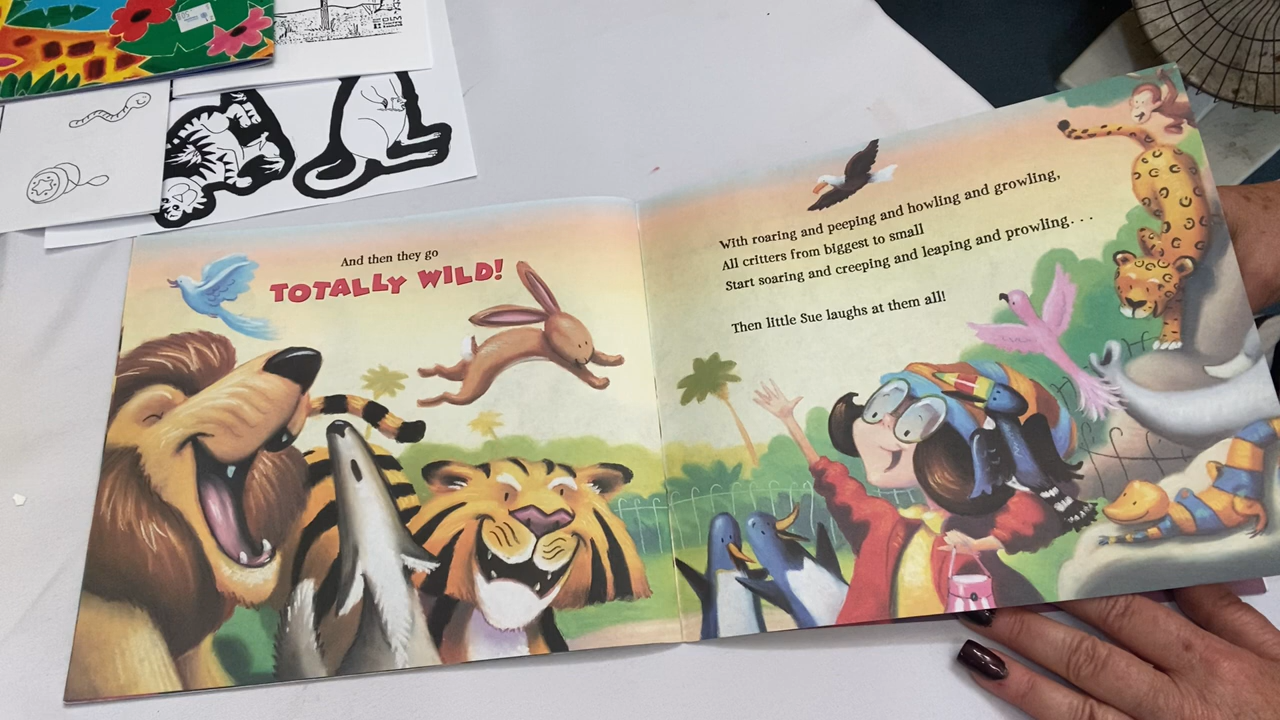 And then they go
TOTALLY WILD!
With roaring and peeping and howling and growling,
All critters from biggest to small
Start soaring and creeping and leaping and prowling...
Then little Sue laughs at them all!